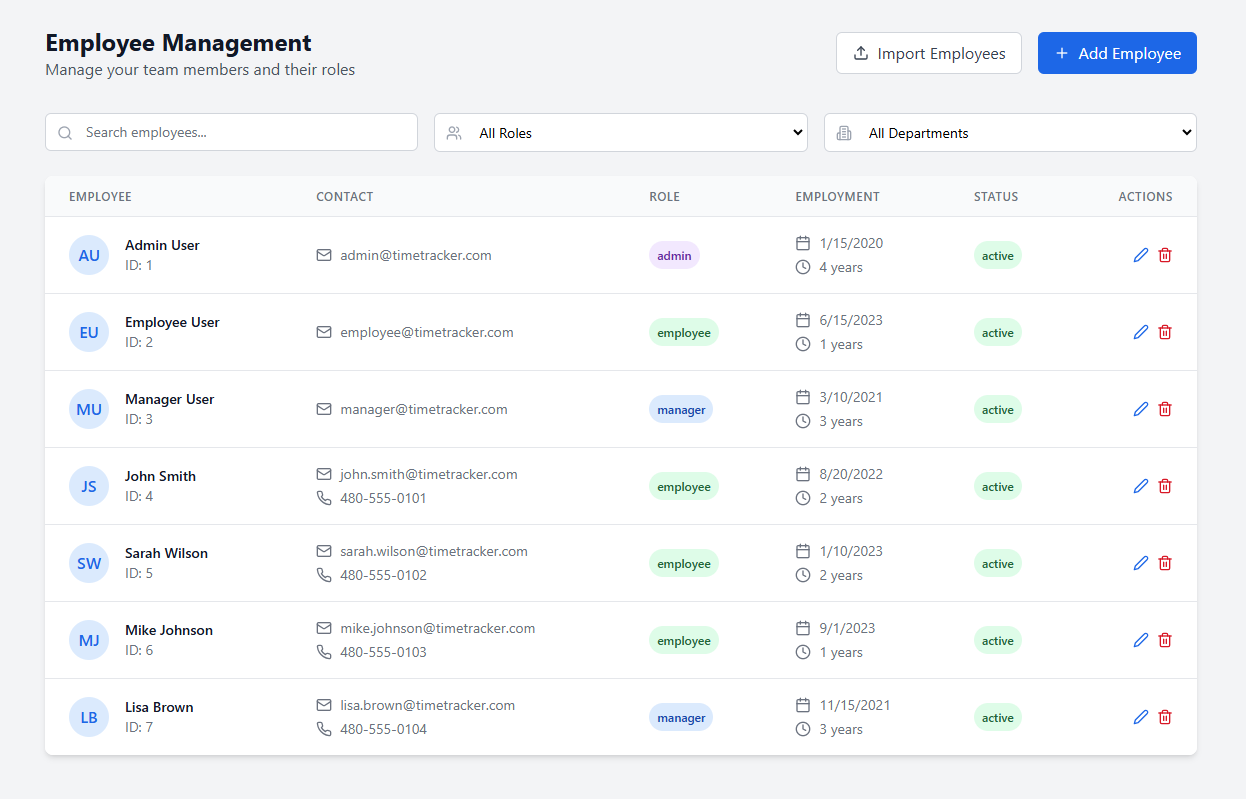 Employee Management
Manage your team members and their roles
Import Employees
Add Employee
Search employees...
All Roles
All Departments
EMPLOYEE CONTACT ROLE EMPLOYMENT STATUS ACTIONS
AU
Admin User
ID: 1
admin@timetracker.com
admin
1/15/2020
4 years
active
EU
Employee User
ID: 2
employee@timetracker.com
employee
6/15/2023
1 years
active
MU
Manager User
ID: 3
manager@timetracker.com
manager
3/10/2021
3 years
active
JS
John Smith
ID: 4
john.smith@timetracker.com
480-555-0101
employee
8/20/2022
2 years
active
SW
Sarah Wilson
ID: 5
sarah.wilson@timetracker.com
480-555-0102
employee
1/10/2023
2 years
active
MJ
Mike Johnson
ID: 6
mike.johnson@timetracker.com
480-555-0103
employee
9/1/2023
1 years
active
LB
Lisa Brown
ID: 7
lisa.brown@timetracker.com
480-555-0104
manager
11/15/2021
3 years
active